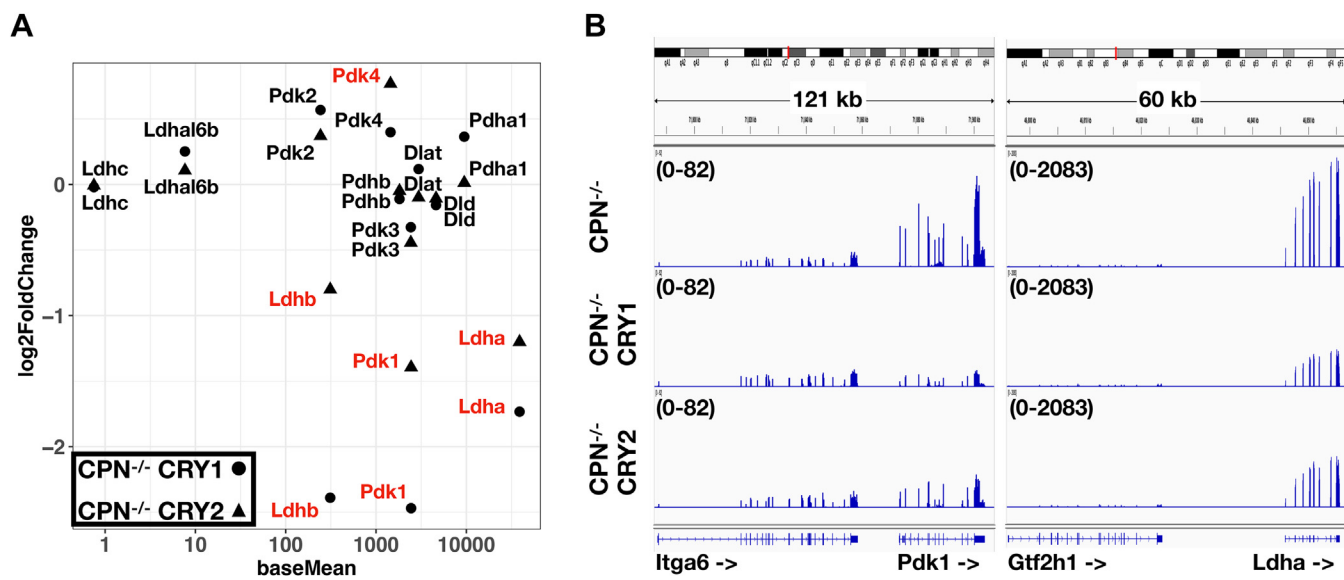 A
B
log2FoldChange
0
−1
−2
Pdk4
Pdk2
Pdk4
Pdha1
Ldhal6b
Pdk2
Dlat
Ldhc
Pdhb
Dlat
Pdha1
Ldhal6b
Ldhc
Pdhb
Dld
Dld
Pdk3
Pdk3
Ldhb
Ldha
Pdk1
Ldha
Pdk1
Ldhb
CPN-/- CRY1
CPN-/- CRY2
1 10 100 1000 10000
baseMean
121 kb
60 kb
CPN-/-
(0-82)
(0-2083)
CPN-/-
CRY1
(0-82)
(0-2083)
CPN-/-
CRY2
(0-82)
(0-2083)
Itga6 ->
Pdk1 ->
Gtf2h1 ->
Ldha ->